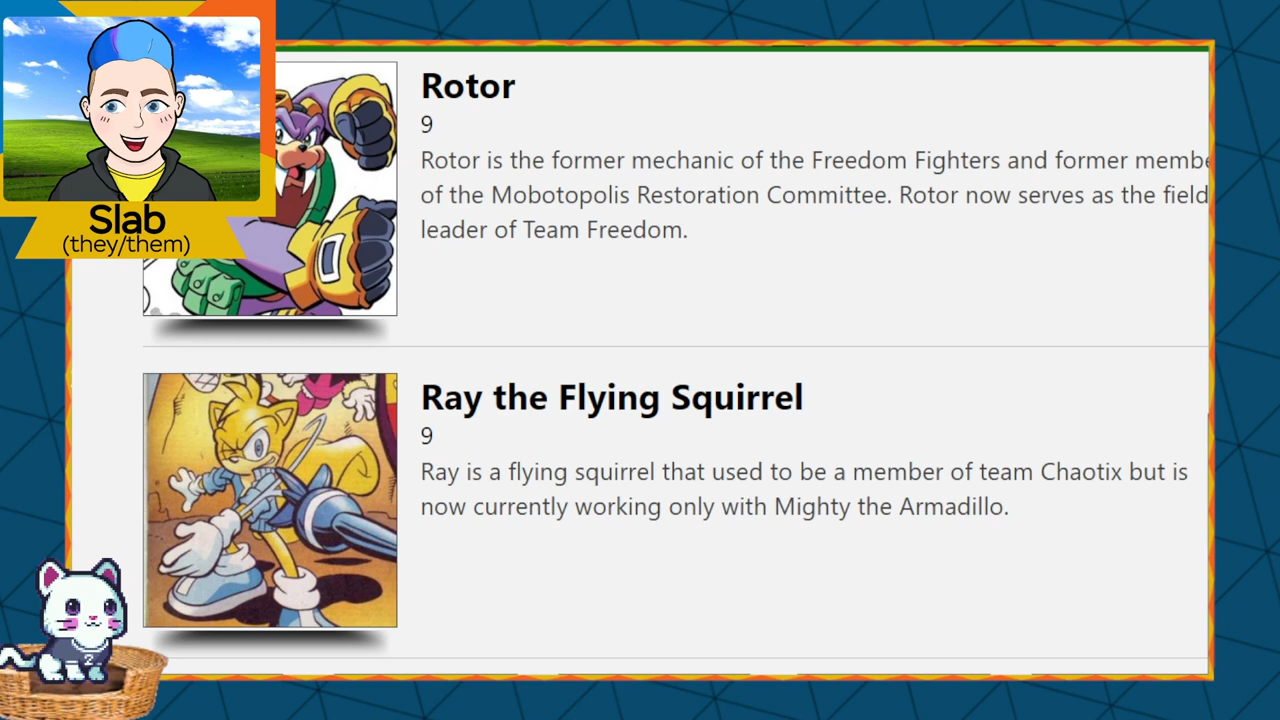 Slab
(they/them)
Rotor
9
Rotor is the former mechanic of the Freedom Fighters and former membe
of the Mobotopolis Restoration Committee. Rotor now serves as the field
leader of Team Freedom.
Ray the Flying Squirrel
9
Ray is a flying squirrel that used to be a member of team Chaotix but is
now currently working only with Mighty the Armadillo.
2